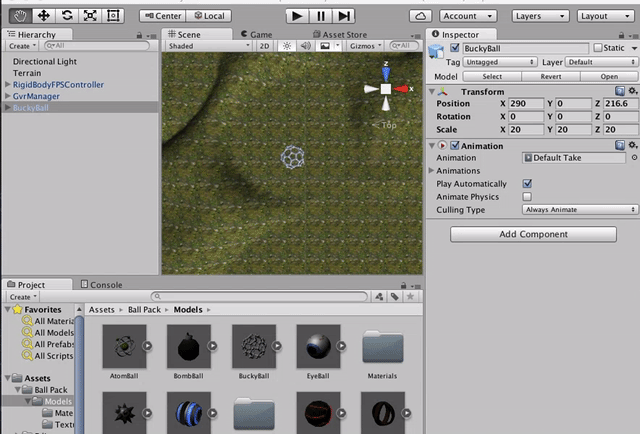 Center Local Account Layers Layout
Hierarchy
Create All
Directional Light
Terrain
RigidBodyFPSController
GvrManager
BuckyBall
Scene Game Asset Store
Shaded 2D Gizmos All
z
x
Top
Inspector
BuckyBall Static
Tag Untagged Layer Default
Model Select Revert Open
Transform
Position X 290 Y 0 Z 216.6
Rotation X 0 Y 0 Z 0
Scale X 20 Y 20 Z 20
Animation
Animation Default Take
Animations
Play Automatically
Animate Physics
Culling Type Always Animate
Add Component
Project Console
Create
Favorites
All Materia
All Models
All Prefabs
All Scripts
Assets
Ball Pack
Models
Mate
Text
Assets Ball Pack Models
AtomBall BombBall BuckyBall EyeBall Materials